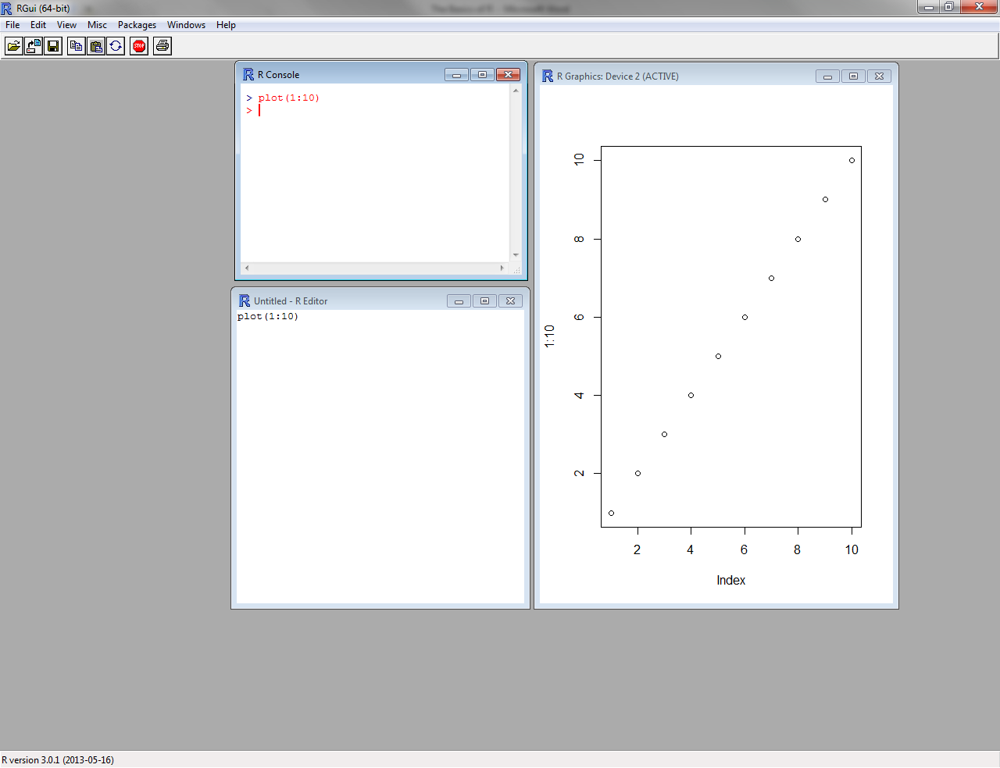 RGui (64-bit)
File Edit View Misc Packages Windows Help
STOP
R Console
> plot(1:10)
>
Untitled - R Editor
plot(1:10)
R Graphics: Device 2 (ACTIVE)
10
8
6
4
2
1:10
2 4 6 8 10
Index
R version 3.0.1 (2013-05-16)